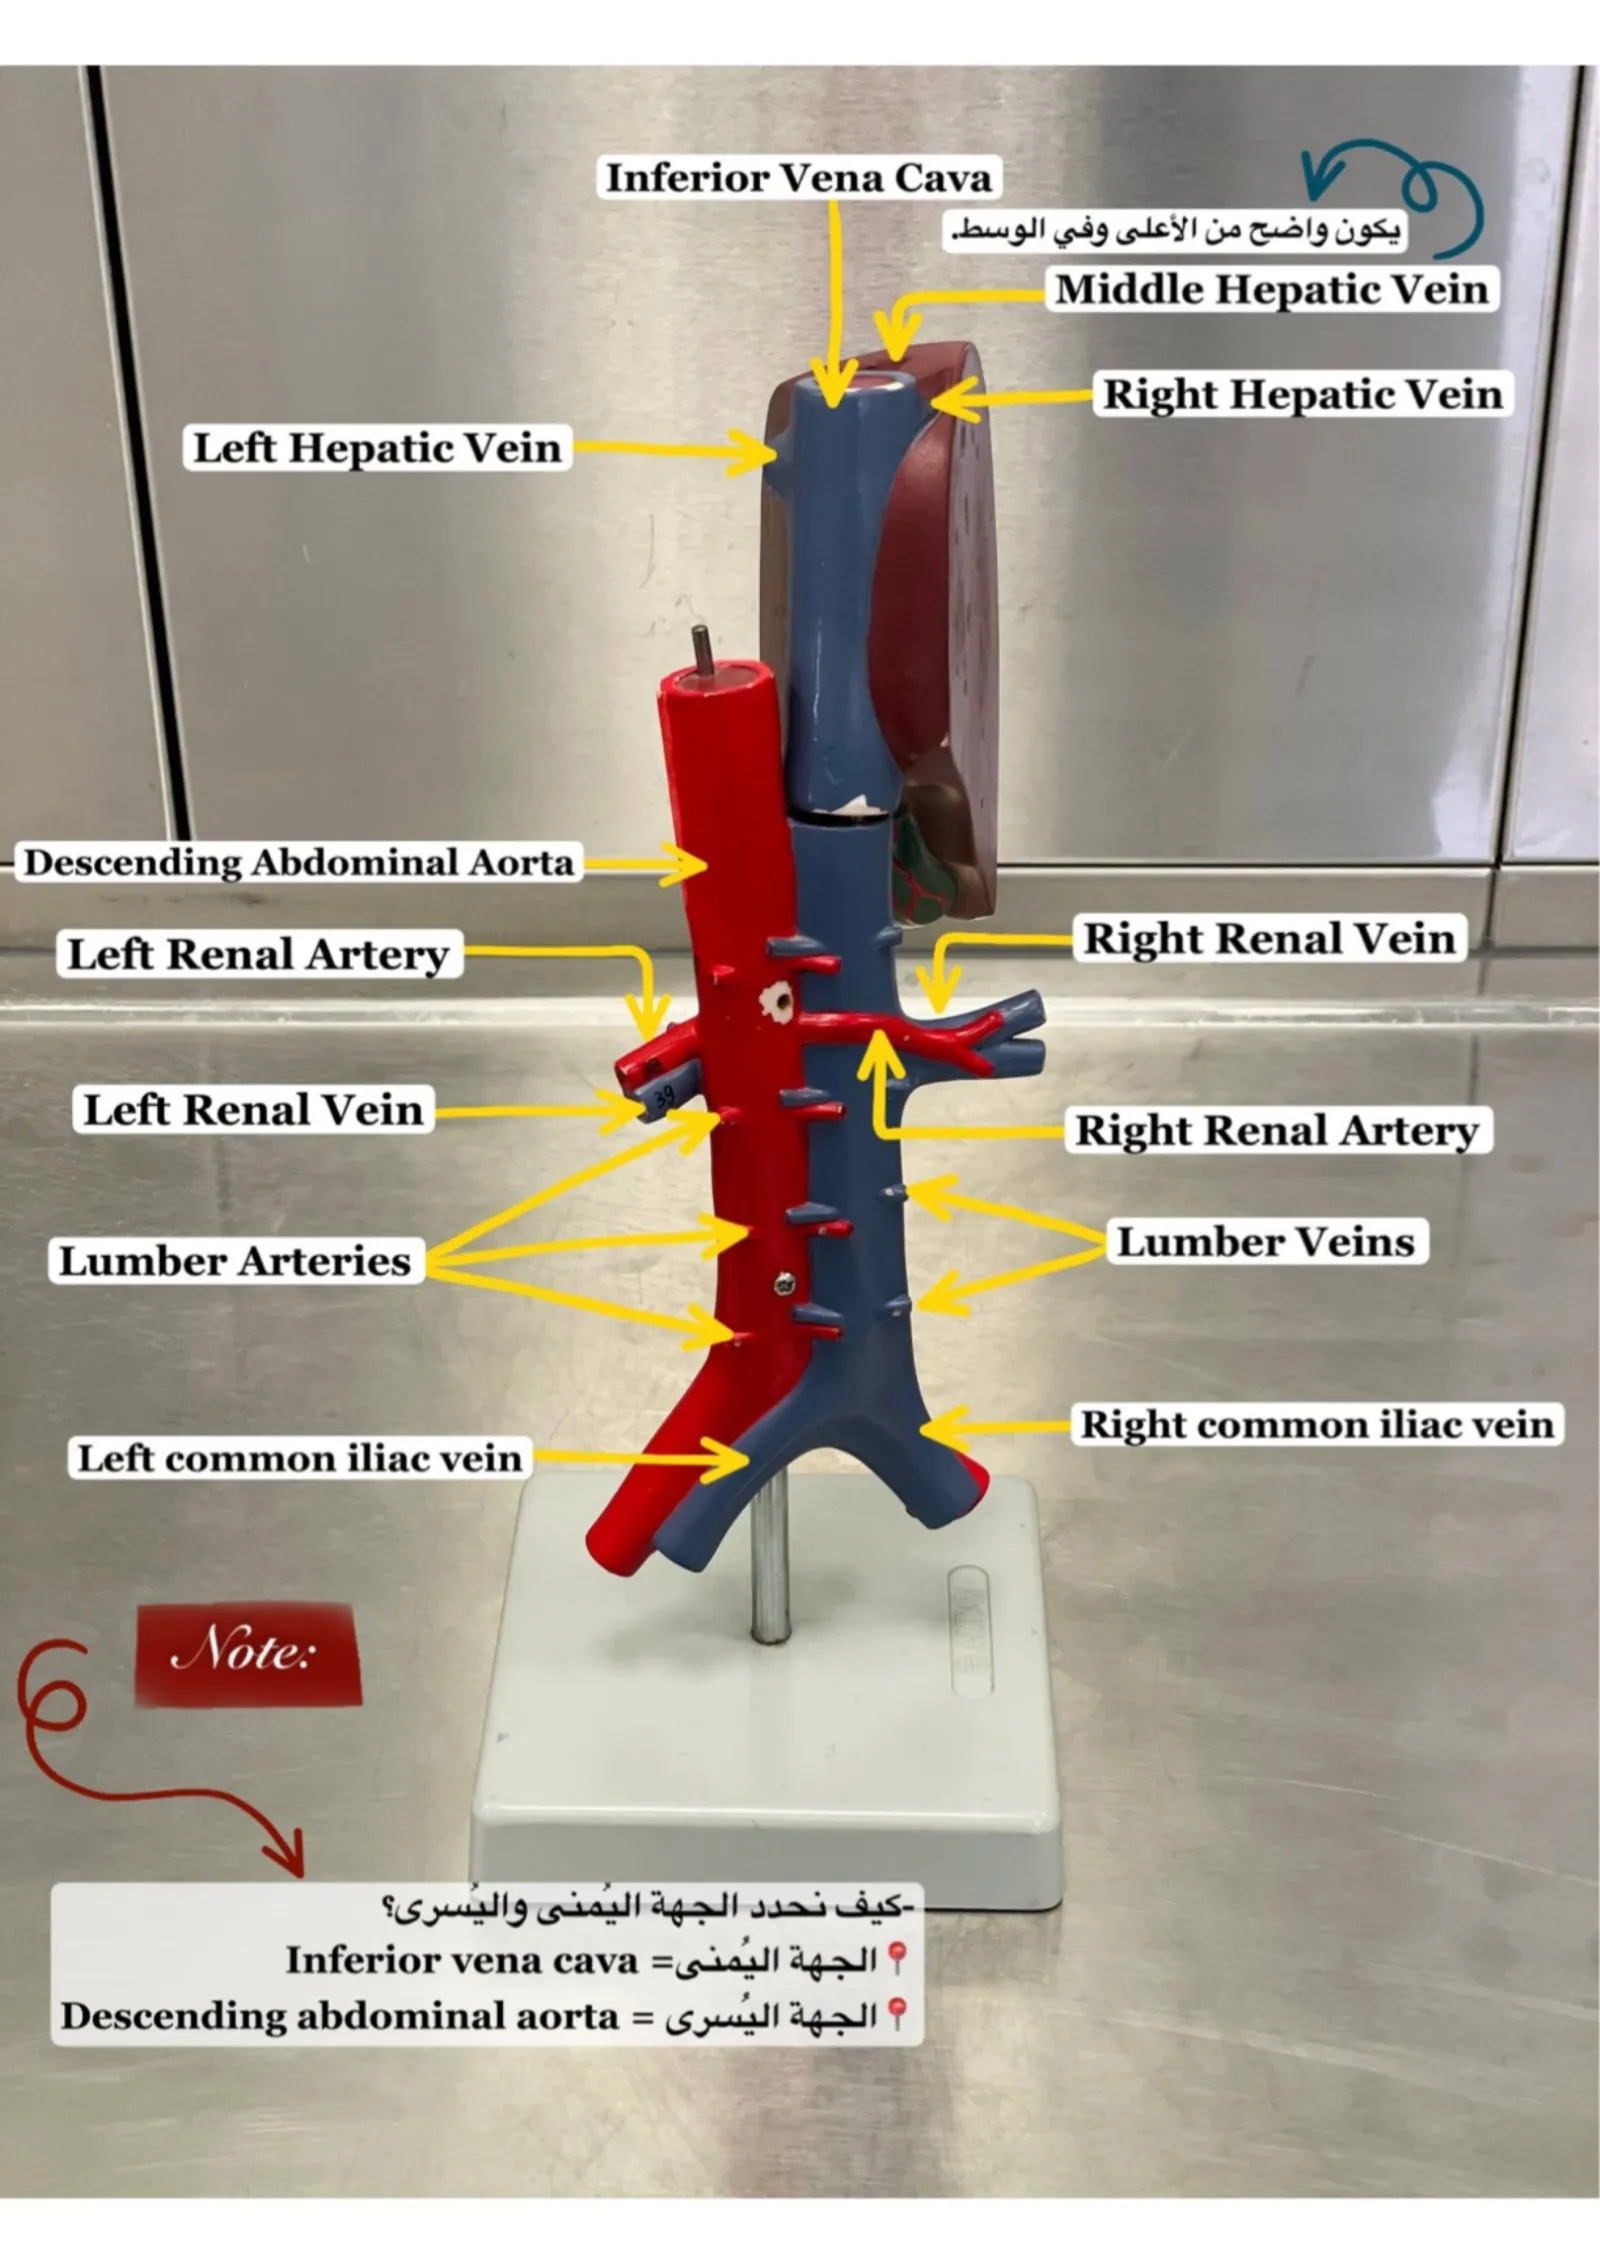 Inferior Vena Cava
يكون واضح من الأعلى وفي الوسط.
Middle Hepatic Vein
Right Hepatic Vein
Left Hepatic Vein
Descending Abdominal Aorta
Left Renal Artery
Right Renal Vein
39
Left Renal Vein
Right Renal Artery
Lumber Arteries
Lumber Veins
Right common iliac vein
Left common iliac vein
Note:
-كيف نحدد الجهة اليُمنى واليُسرى؟
📍الجهة اليُمنى= Inferior vena cava
📍الجهة اليُسرى = Descending abdominal aorta